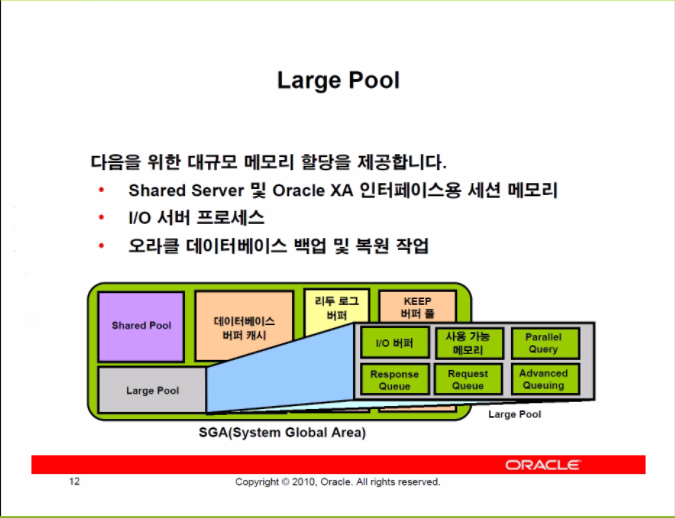 Large Pool
다음을 위한 대규모 메모리 할당을 제공합니다.
• Shared Server 및 Oracle XA 인터페이스용 세션 메모리
• I/O 서버 프로세스
• 오라클 데이터베이스 백업 및 복원 작업
Shared Pool
데이터베이스
버퍼 캐시
리두 로그
버퍼
KEEP
버퍼 풀
Large Pool
I/O 버퍼
사용 가능
메모리
Parallel
Query
Response
Queue
Request
Queue
Advanced
Queuing
Large Pool
SGA(System Global Area)
ORACLE
12
Copyright © 2010, Oracle. All rights reserved.